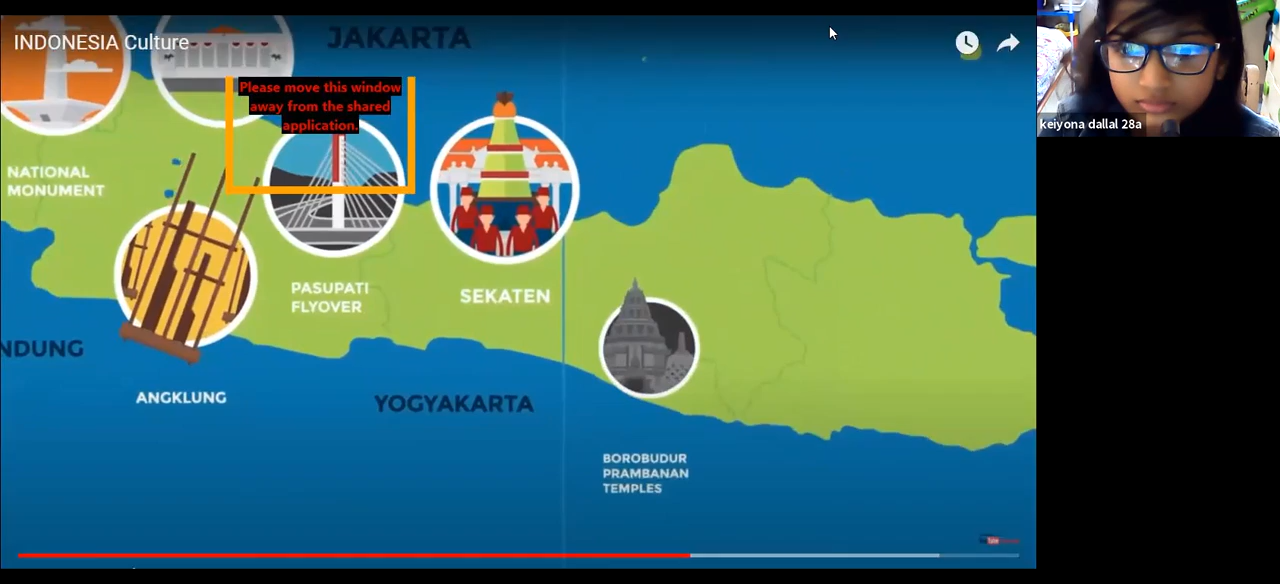 INDONESIA Culture
JAKARTA
Please move this window
away from the shared
application.
keiyona dallal 28a
NATIONAL
MONUMENT
PASUPATI
FLYOVER
SEKATEN
NDUNG
ANGKLUNG
YOGYAKARTA
BOROBUDUR
PRAMBANAN
TEMPLES